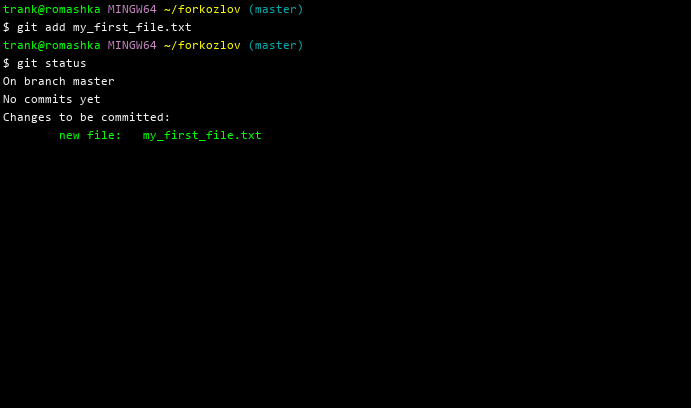 trank@romashka MINGW64 ~/forkozlov (master)
$ git add my_first_file.txt
trank@romashka MINGW64 ~/forkozlov (master)
$ git status
On branch master
No commits yet
Changes to be committed:
        new file:   my_first_file.txt